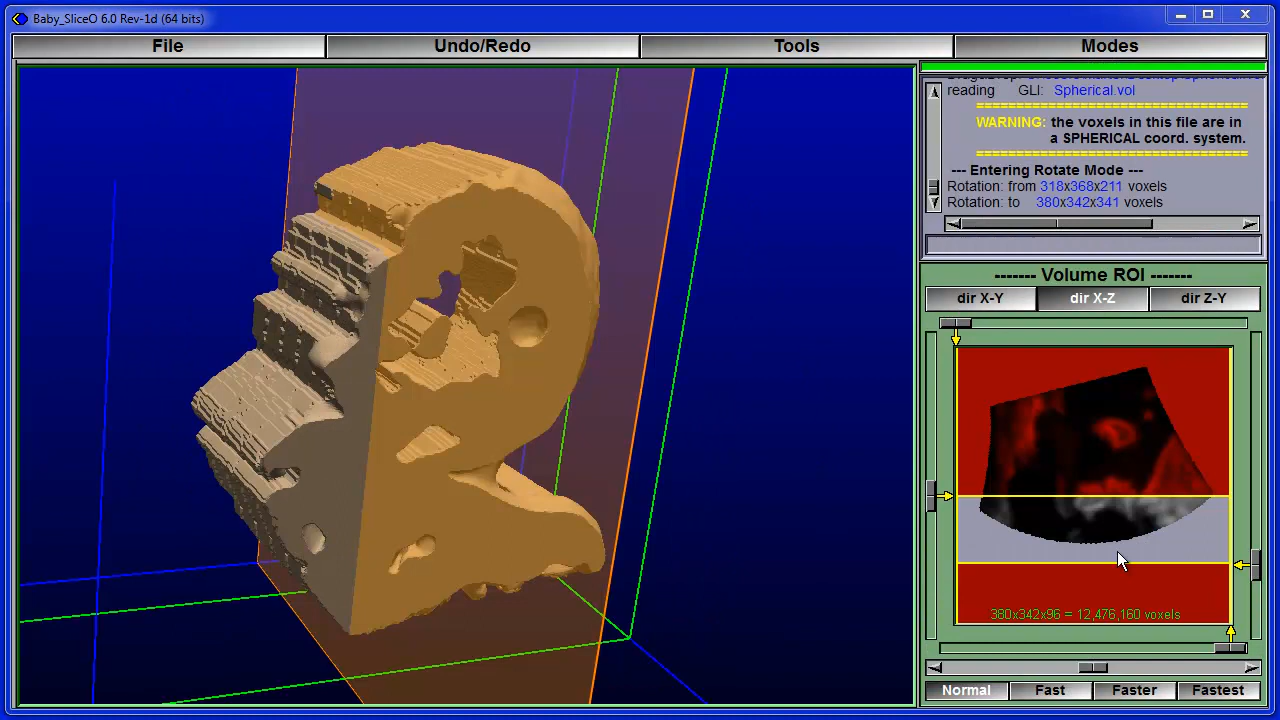 Baby_SliceO 6.0 Rev-1d (64 bits)
File Undo/Redo Tools Modes
reading GLI: Spherical.vol
==============================
WARNING: the voxels in this file are in
a SPHERICAL coord. system.
==============================
--- Entering Rotate Mode ---
Rotation: from 318x368x211 voxels
Rotation: to 380x342x341 voxels
------- Volume ROI -------
dir X-Y dir X-Z dir Z-Y
380x342x96 = 12,476,160 voxels
Normal Fast Faster Fastest